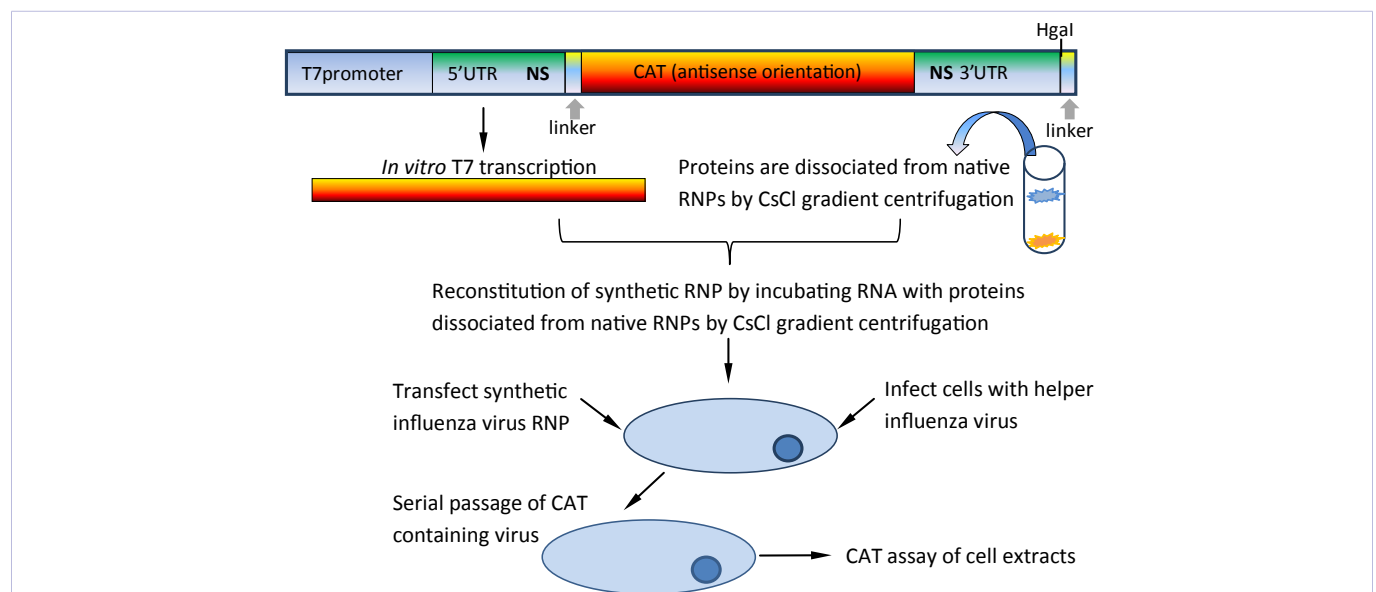 HgaI
T7promoter 5’UTR NS CAT (antisense orientation) NS 3’UTR
linker linker
In vitro T7 transcription
Proteins are dissociated from native
RNPs by CsCl gradient centrifugation
Reconstitution of synthetic RNP by incubating RNA with proteins
dissociated from native RNPs by CsCl gradient centrifugation
Transfect synthetic
influenza virus RNP
Infect cells with helper
influenza virus
Serial passage of CAT
containing virus
CAT assay of cell extracts